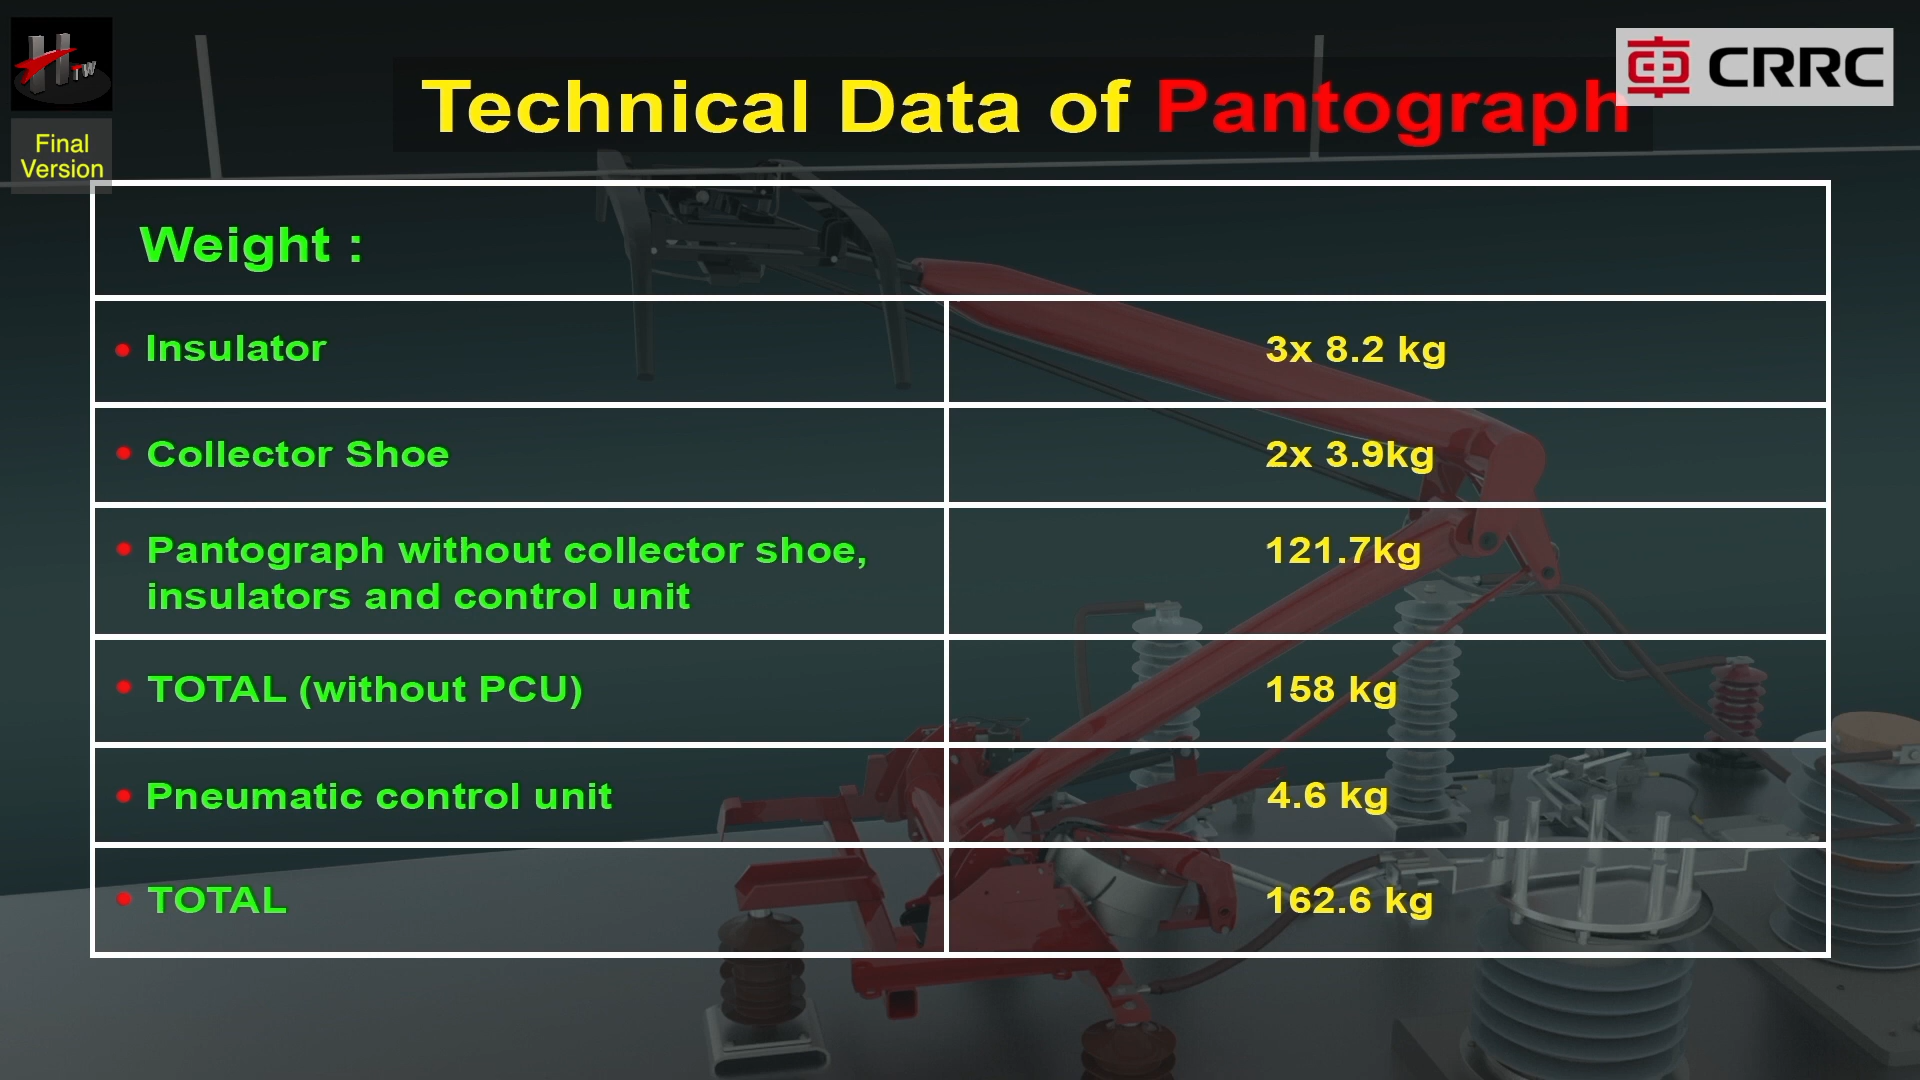 HTW
Final
Version
Technical Data of Pantograph
CRRC
Weight :
• Insulator
3x 8.2 kg
• Collector Shoe
2x 3.9kg
• Pantograph without collector shoe,
insulators and control unit
121.7kg
• TOTAL (without PCU)
158 kg
• Pneumatic control unit
4.6 kg
• TOTAL
162.6 kg